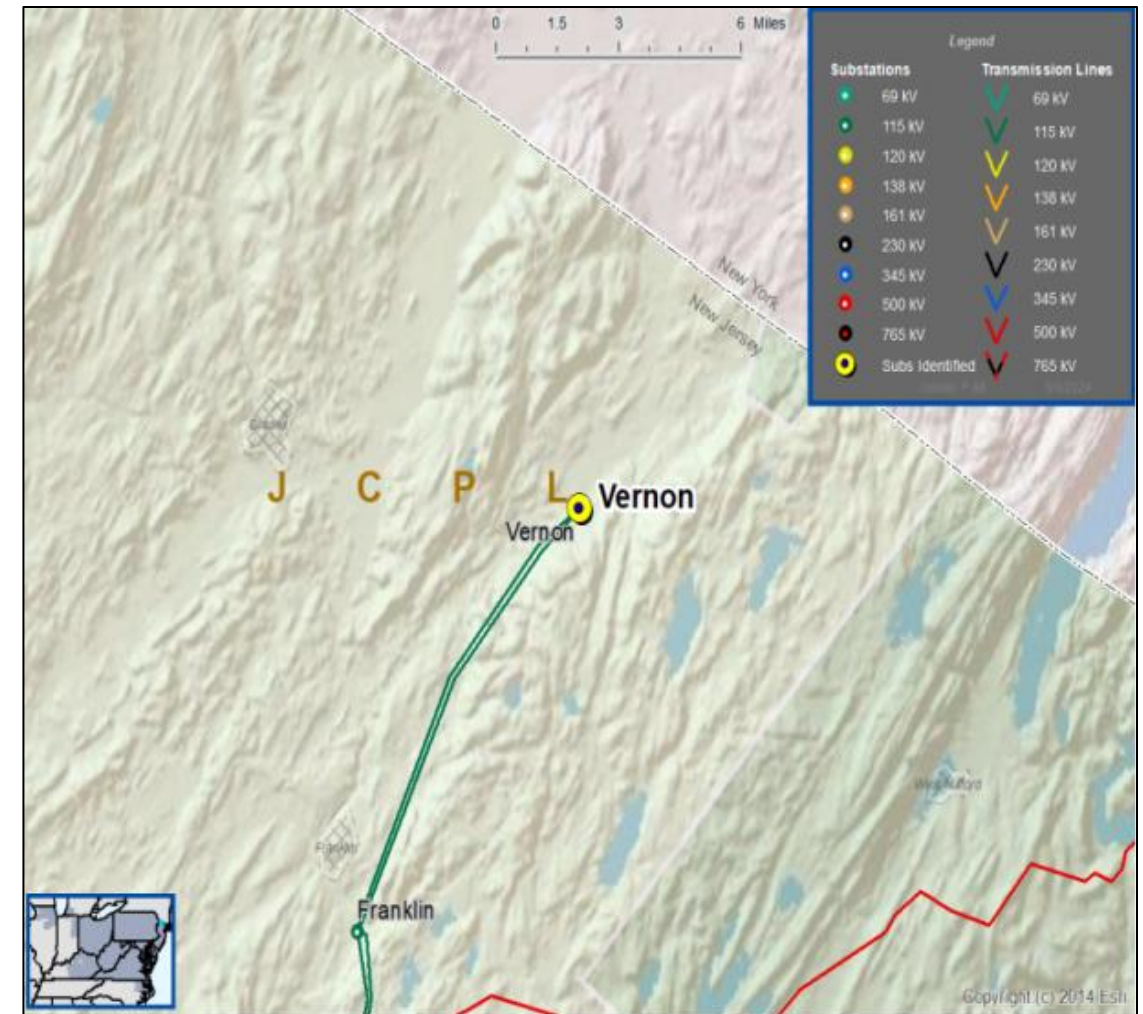 0 1.5 3 6 Miles
Legend
Substations Transmission Lines
69 kV 69 kV
115 kV 115 kV
120 kV 120 kV
138 kV 138 kV
161 kV 161 kV
230 kV 230 kV
345 kV 345 kV
500 kV 500 kV
765 kV 765 kV
Subs Identified
New York
New Jersey
J C P L
Vernon
Vernon
Franklin
Franklin
Copyright (c) 2014 Esri